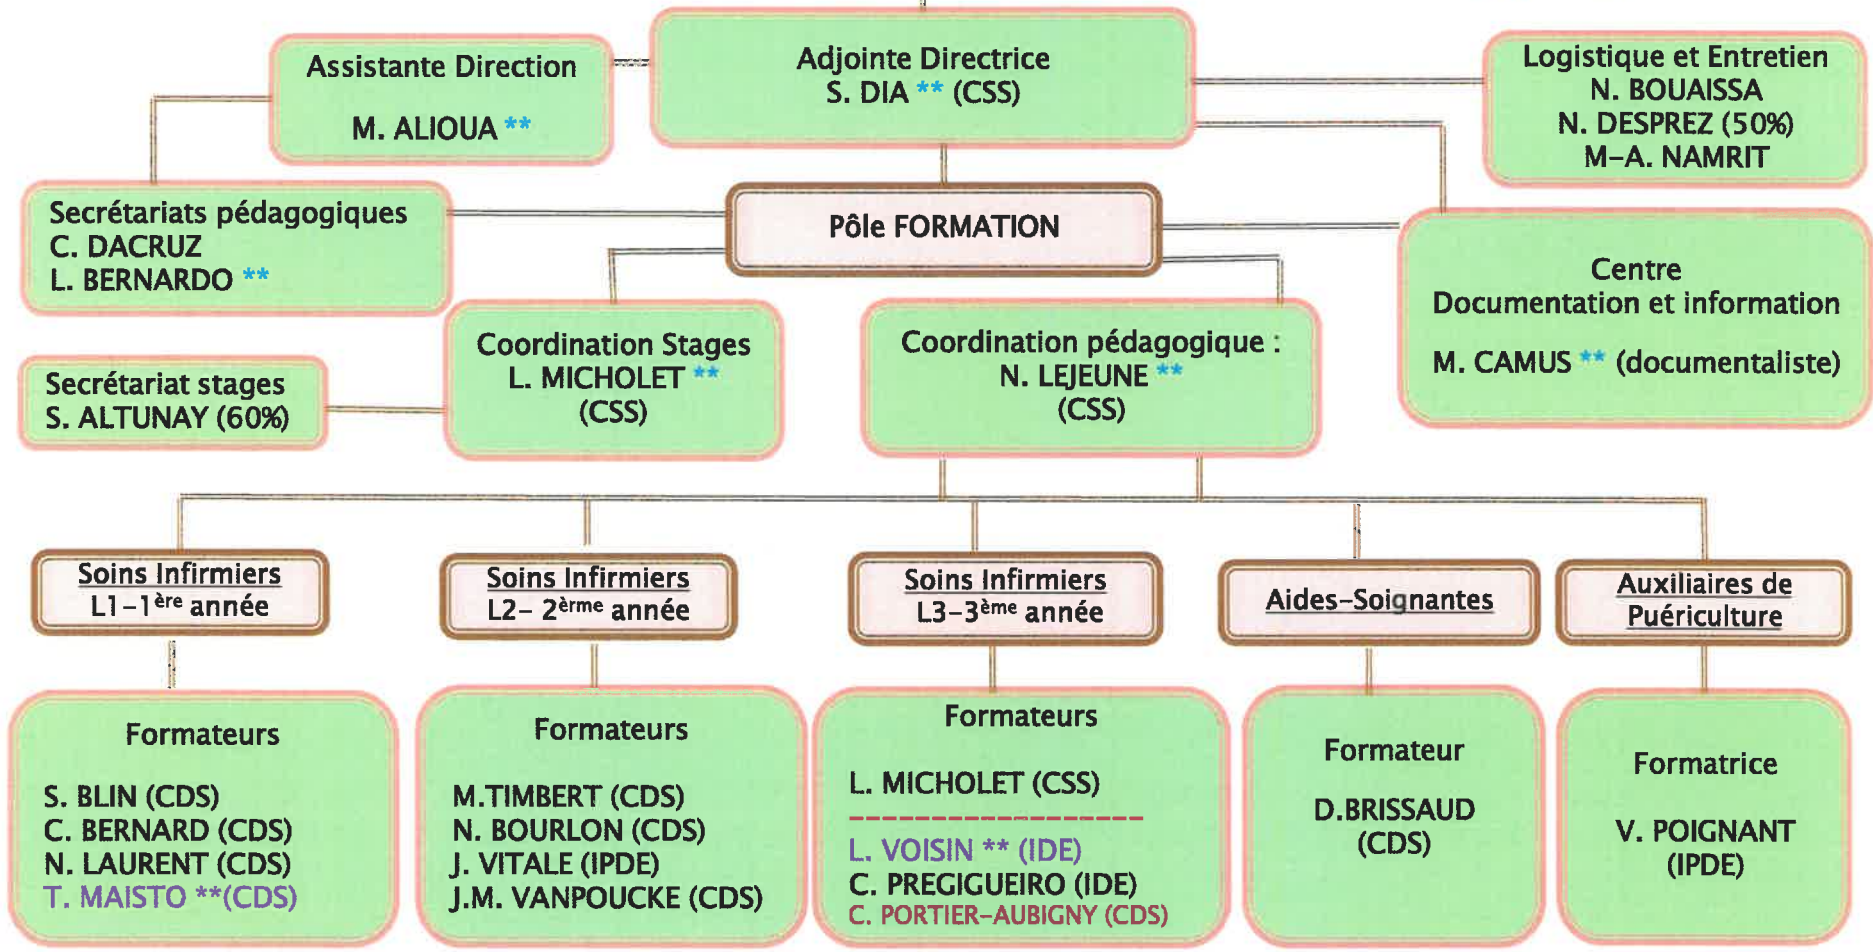 Assistante Direction
M. ALIOUA **
Adjointe Directrice
S. DIA ** (CSS)
Logistique et Entretien
N. BOUAISSA
N. DESPREZ (50%)
M-A. NAMRIT
Secrétariats pédagogiques
C. DACRUZ
L. BERNARDO **
Pôle FORMATION
Centre
Documentation et information
M. CAMUS ** (documentaliste)
Secrétariat stages
S. ALTUNAY (60%)
Coordination Stages
L. MICHOLET **
(CSS)
Coordination pédagogique :
N. LEJEUNE **
(CSS)
Soins Infirmiers
L1-1ère année
Soins Infirmiers
L2- 2èrme année
Soins Infirmiers
L3-3ème année
Aides-Soignantes
Auxiliaires de
Puériculture
Formateurs
S. BLIN (CDS)
C. BERNARD (CDS)
N. LAURENT (CDS)
T. MAISTO **(CDS)
Formateurs
M.TIMBERT (CDS)
N. BOURLON (CDS)
J. VITALE (IPDE)
J.M. VANPOUCKE (CDS)
Formateurs
L. MICHOLET (CSS)
------------------
L. VOISIN ** (IDE)
C. PREGIGUEIRO (IDE)
C. PORTIER-AUBIGNY (CDS)
Formateur
D.BRISSAUD
(CDS)
Formatrice
V. POIGNANT
(IPDE)